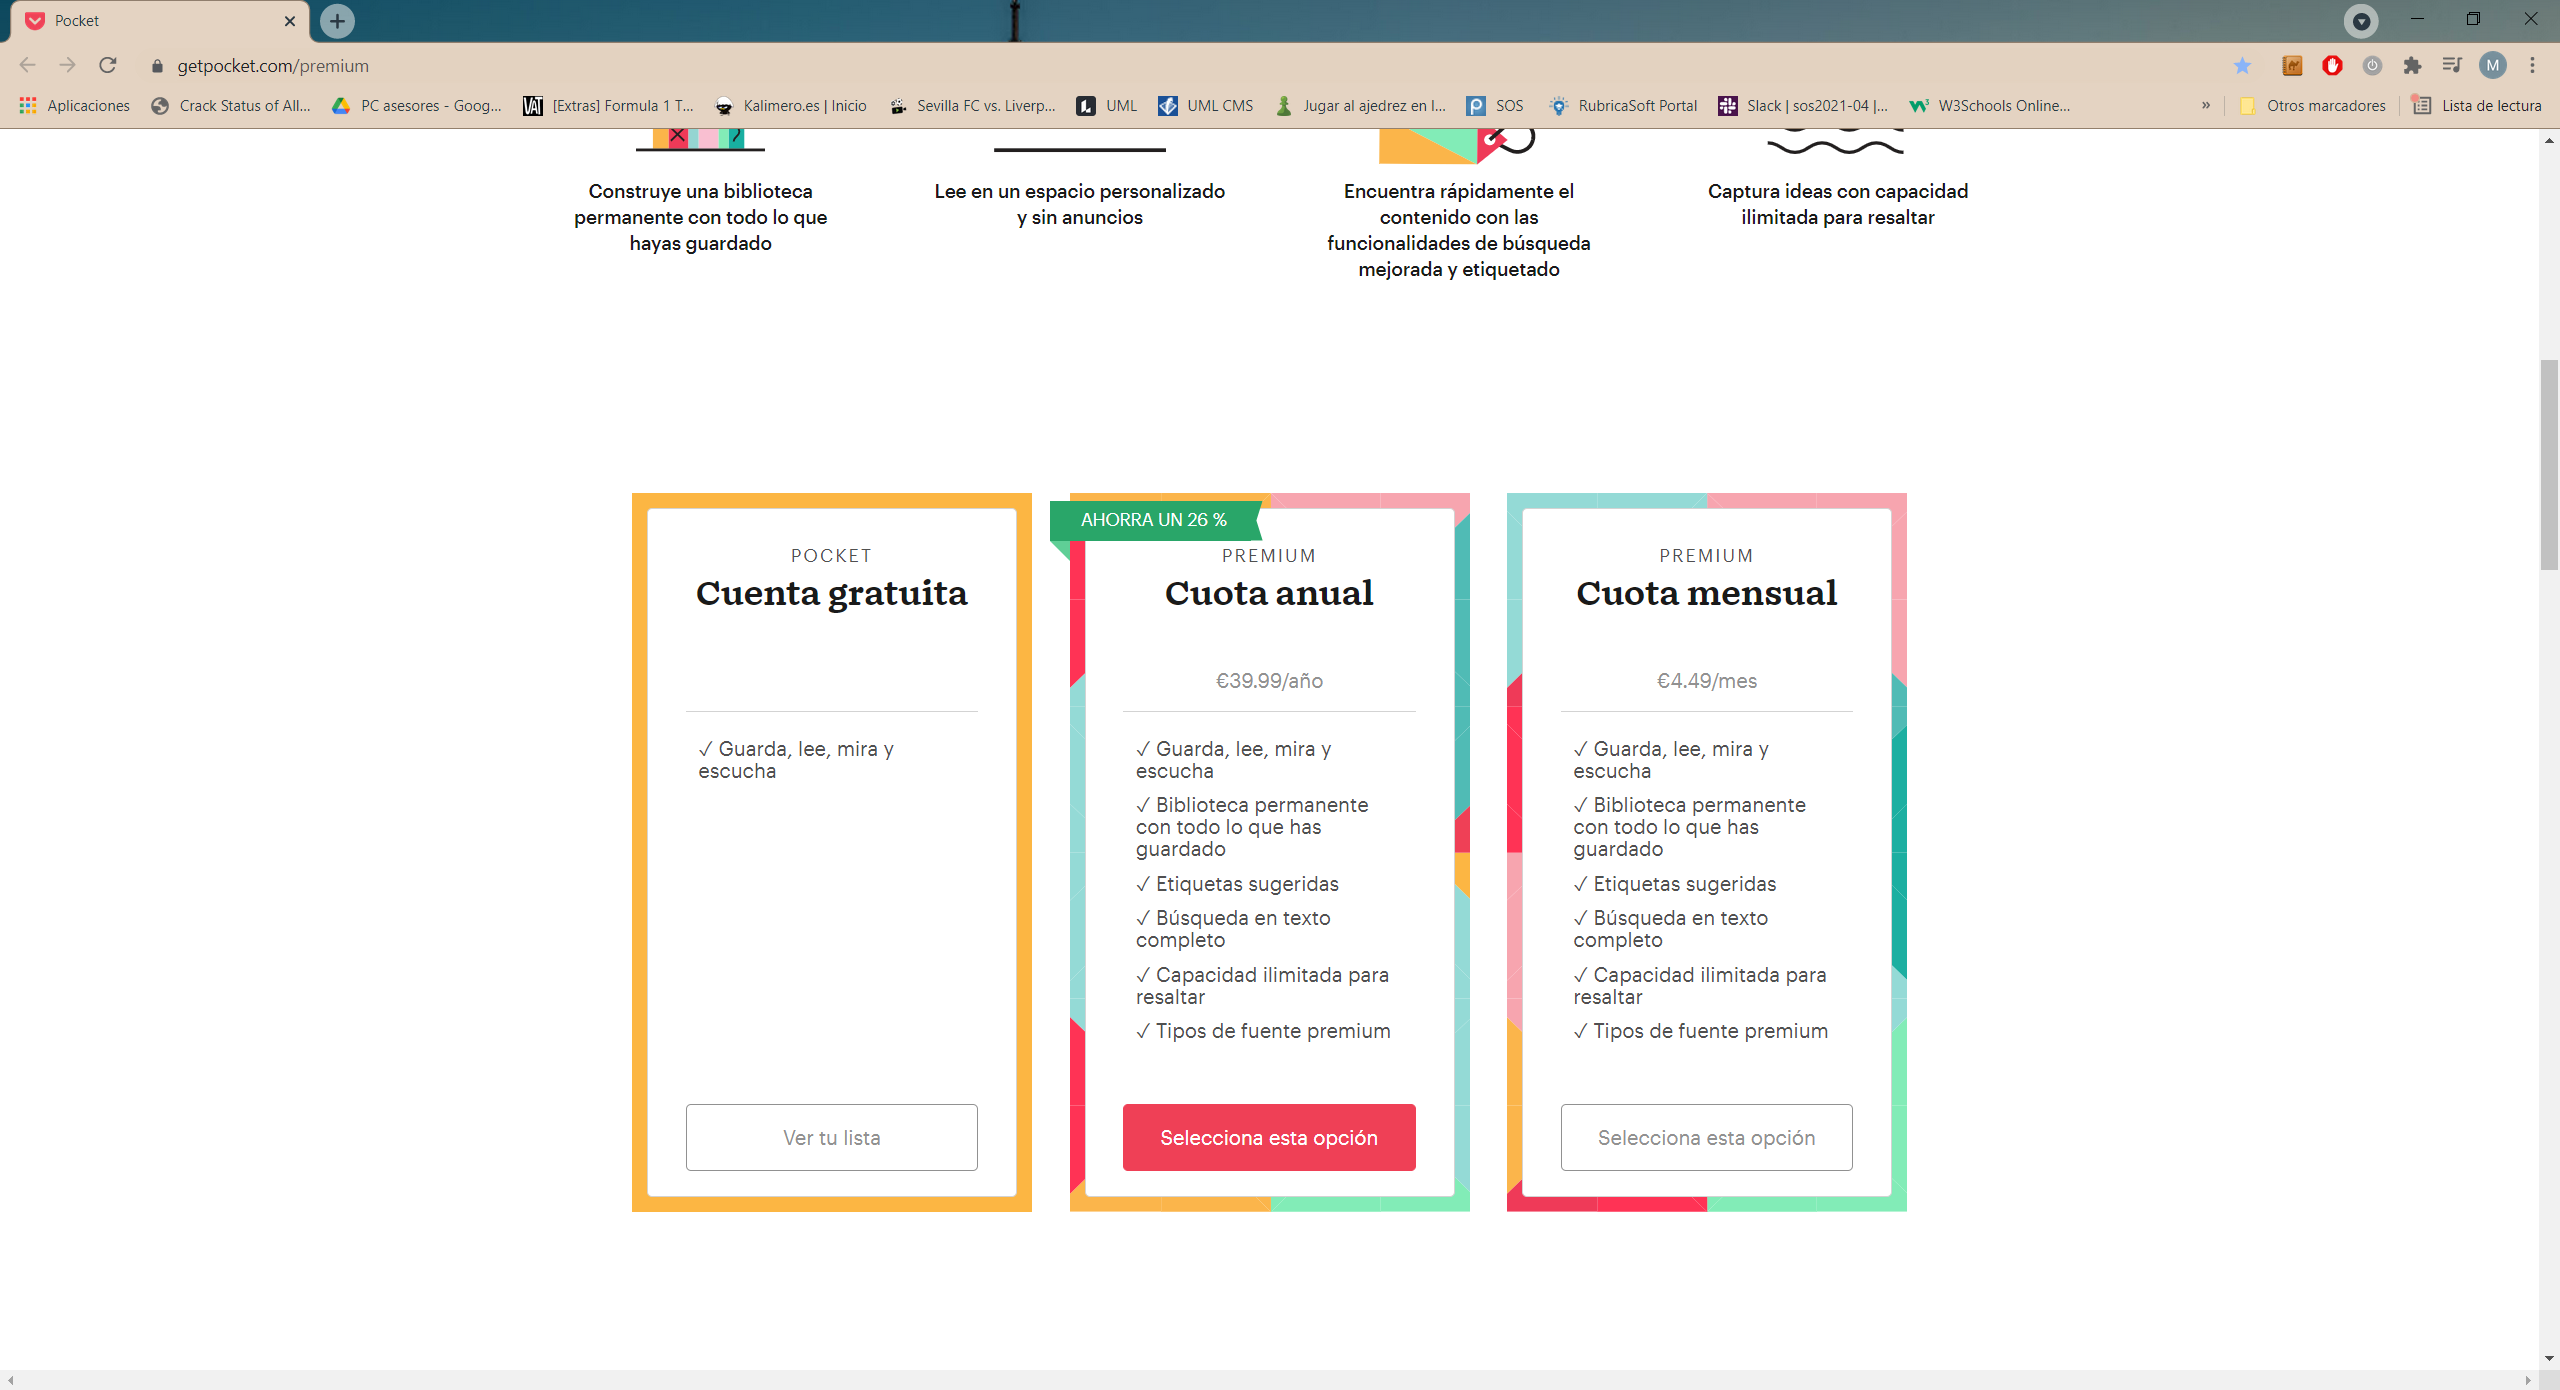 Pocket
getpocket.com/premium
M
Aplicaciones
Crack Status of All...
PC asesores - Goog...
[Extras] Formula 1 T...
Kalimero.es | Inicio
Sevilla FC vs. Liverp...
UML
UML CMS
Jugar al ajedrez en l...
SOS
RubricaSoft Portal
Slack | sos2021-04 |...
W3Schools Online...
»
Otros marcadores
Lista de lectura
Construye una biblioteca
permanente con todo lo que
hayas guardado
Lee en un espacio personalizado
y sin anuncios
Encuentra rápidamente el
contenido con las
funcionalidades de búsqueda
mejorada y etiquetado
Captura ideas con capacidad
ilimitada para resaltar
POCKET
Cuenta gratuita
✓ Guarda, lee, mira y
escucha
Ver tu lista
AHORRA UN 26 %
PREMIUM
Cuota anual
€39.99/año
✓ Guarda, lee, mira y
escucha
✓ Biblioteca permanente
con todo lo que has
guardado
✓ Etiquetas sugeridas
✓ Búsqueda en texto
completo
✓ Capacidad ilimitada para
resaltar
✓ Tipos de fuente premium
Selecciona esta opción
PREMIUM
Cuota mensual
€4.49/mes
✓ Guarda, lee, mira y
escucha
✓ Biblioteca permanente
con todo lo que has
guardado
✓ Etiquetas sugeridas
✓ Búsqueda en texto
completo
✓ Capacidad ilimitada para
resaltar
✓ Tipos de fuente premium
Selecciona esta opción